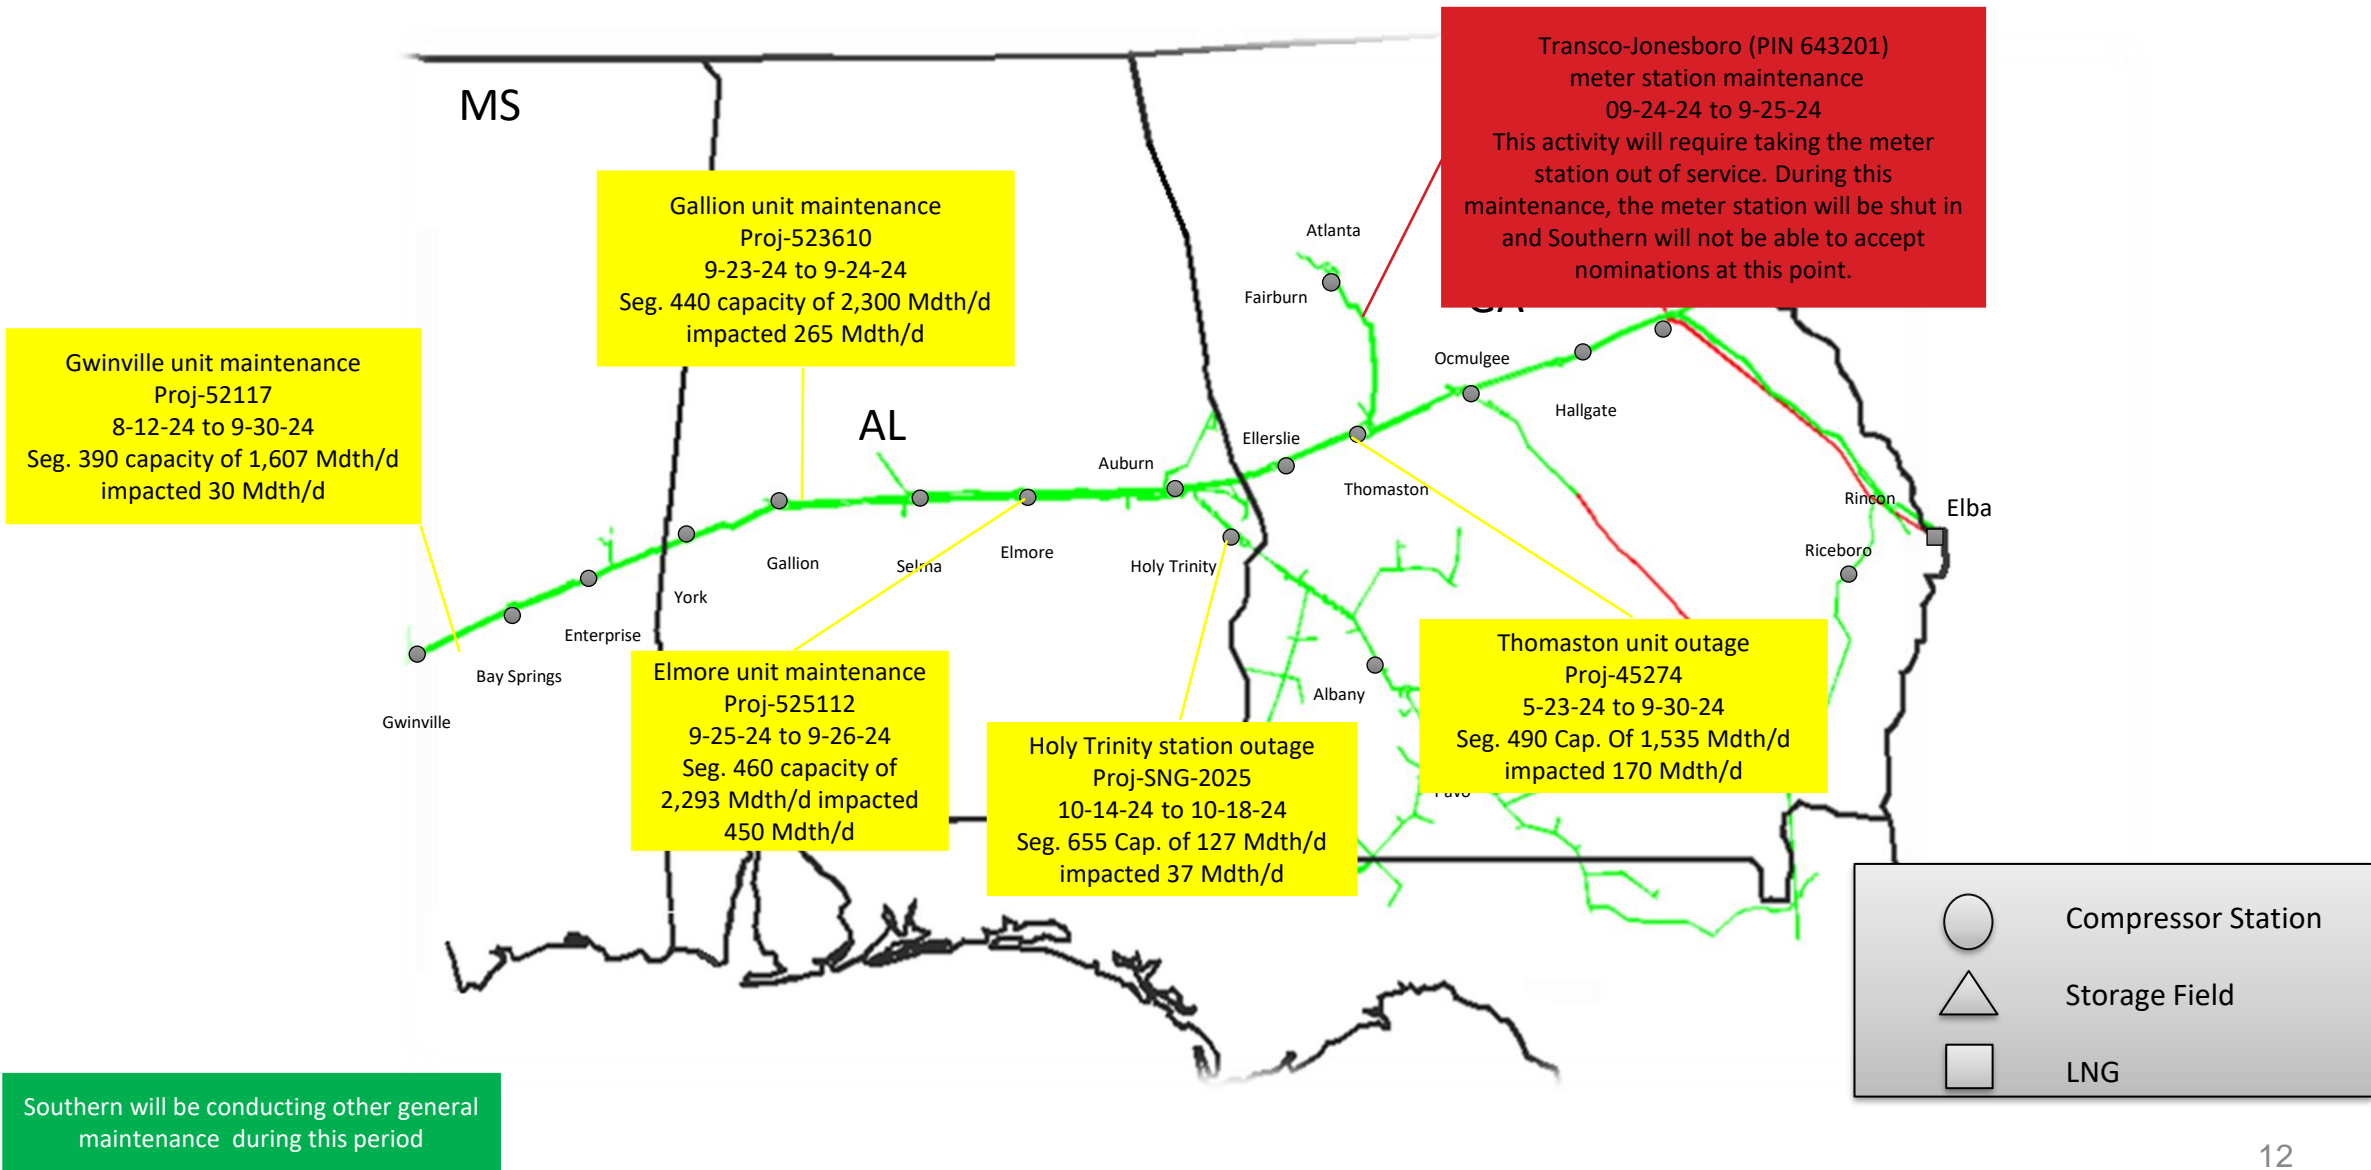 MS
Transco-Jonesboro (PIN 643201)
meter station maintenance
09-24-24 to 9-25-24
This activity will require taking the meter
station out of service. During this
maintenance, the meter station will be shut in
and Southern will not be able to accept
nominations at this point.
Gallion unit maintenance
Proj-523610
9-23-24 to 9-24-24
Seg. 440 capacity of 2,300 Mdth/d
impacted 265 Mdth/d
Gwinville unit maintenance
Proj-52117
8-12-24 to 9-30-24
Seg. 390 capacity of 1,607 Mdth/d
impacted 30 Mdth/d
AL
Atlanta
Fairburn
Ocmulgee
Hallgate
Ellerslie
Auburn
Thomaston
Rincon
Elba
Riceboro
Gallion
Selma
Elmore
Holy Trinity
York
Enterprise
Bay Springs
Gwinville
Albany
Elmore unit maintenance
Proj-525112
9-25-24 to 9-26-24
Seg. 460 capacity of
2,293 Mdth/d impacted
450 Mdth/d
Holy Trinity station outage
Proj-SNG-2025
10-14-24 to 10-18-24
Seg. 655 Cap. of 127 Mdth/d
impacted 37 Mdth/d
Thomaston unit outage
Proj-45274
5-23-24 to 9-30-24
Seg. 490 Cap. Of 1,535 Mdth/d
impacted 170 Mdth/d
Compressor Station
Storage Field
LNG
Southern will be conducting other general
maintenance during this period
12